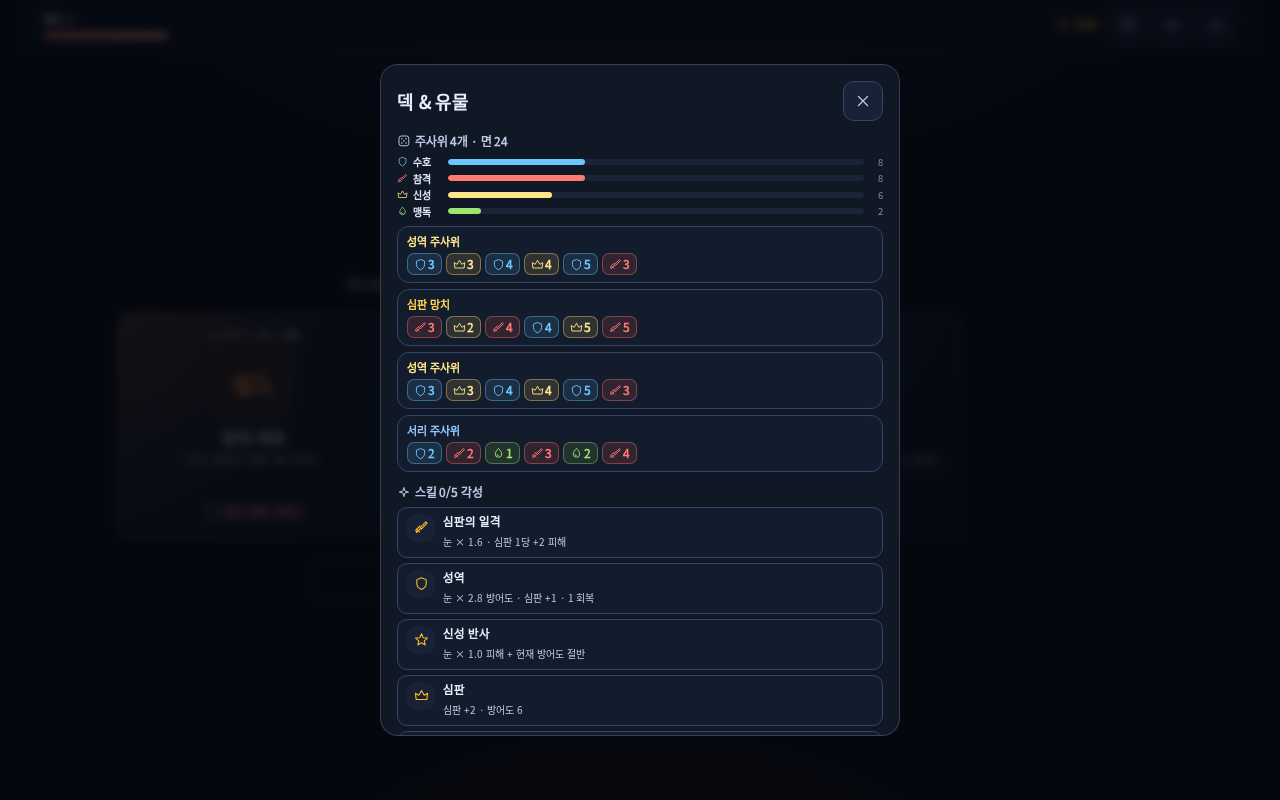 덱 & 유물
주사위 4개 · 면 24
수호 8
참격 8
신성 6
맹독 2
성역 주사위
3 3 4 4 5 3
심판 망치
3 2 4 4 5 5
성역 주사위
3 3 4 4 5 3
서리 주사위
2 2 1 3 2 4
스킬 0/5 각성
심판의 일격
눈 × 1.6 · 심판 1당 +2 피해
성역
눈 × 2.8 방어도 · 심판 +1 · 1 회복
신성 반사
눈 × 1.0 피해 + 현재 방어도 절반
심판
심판 +2 · 방어도 6